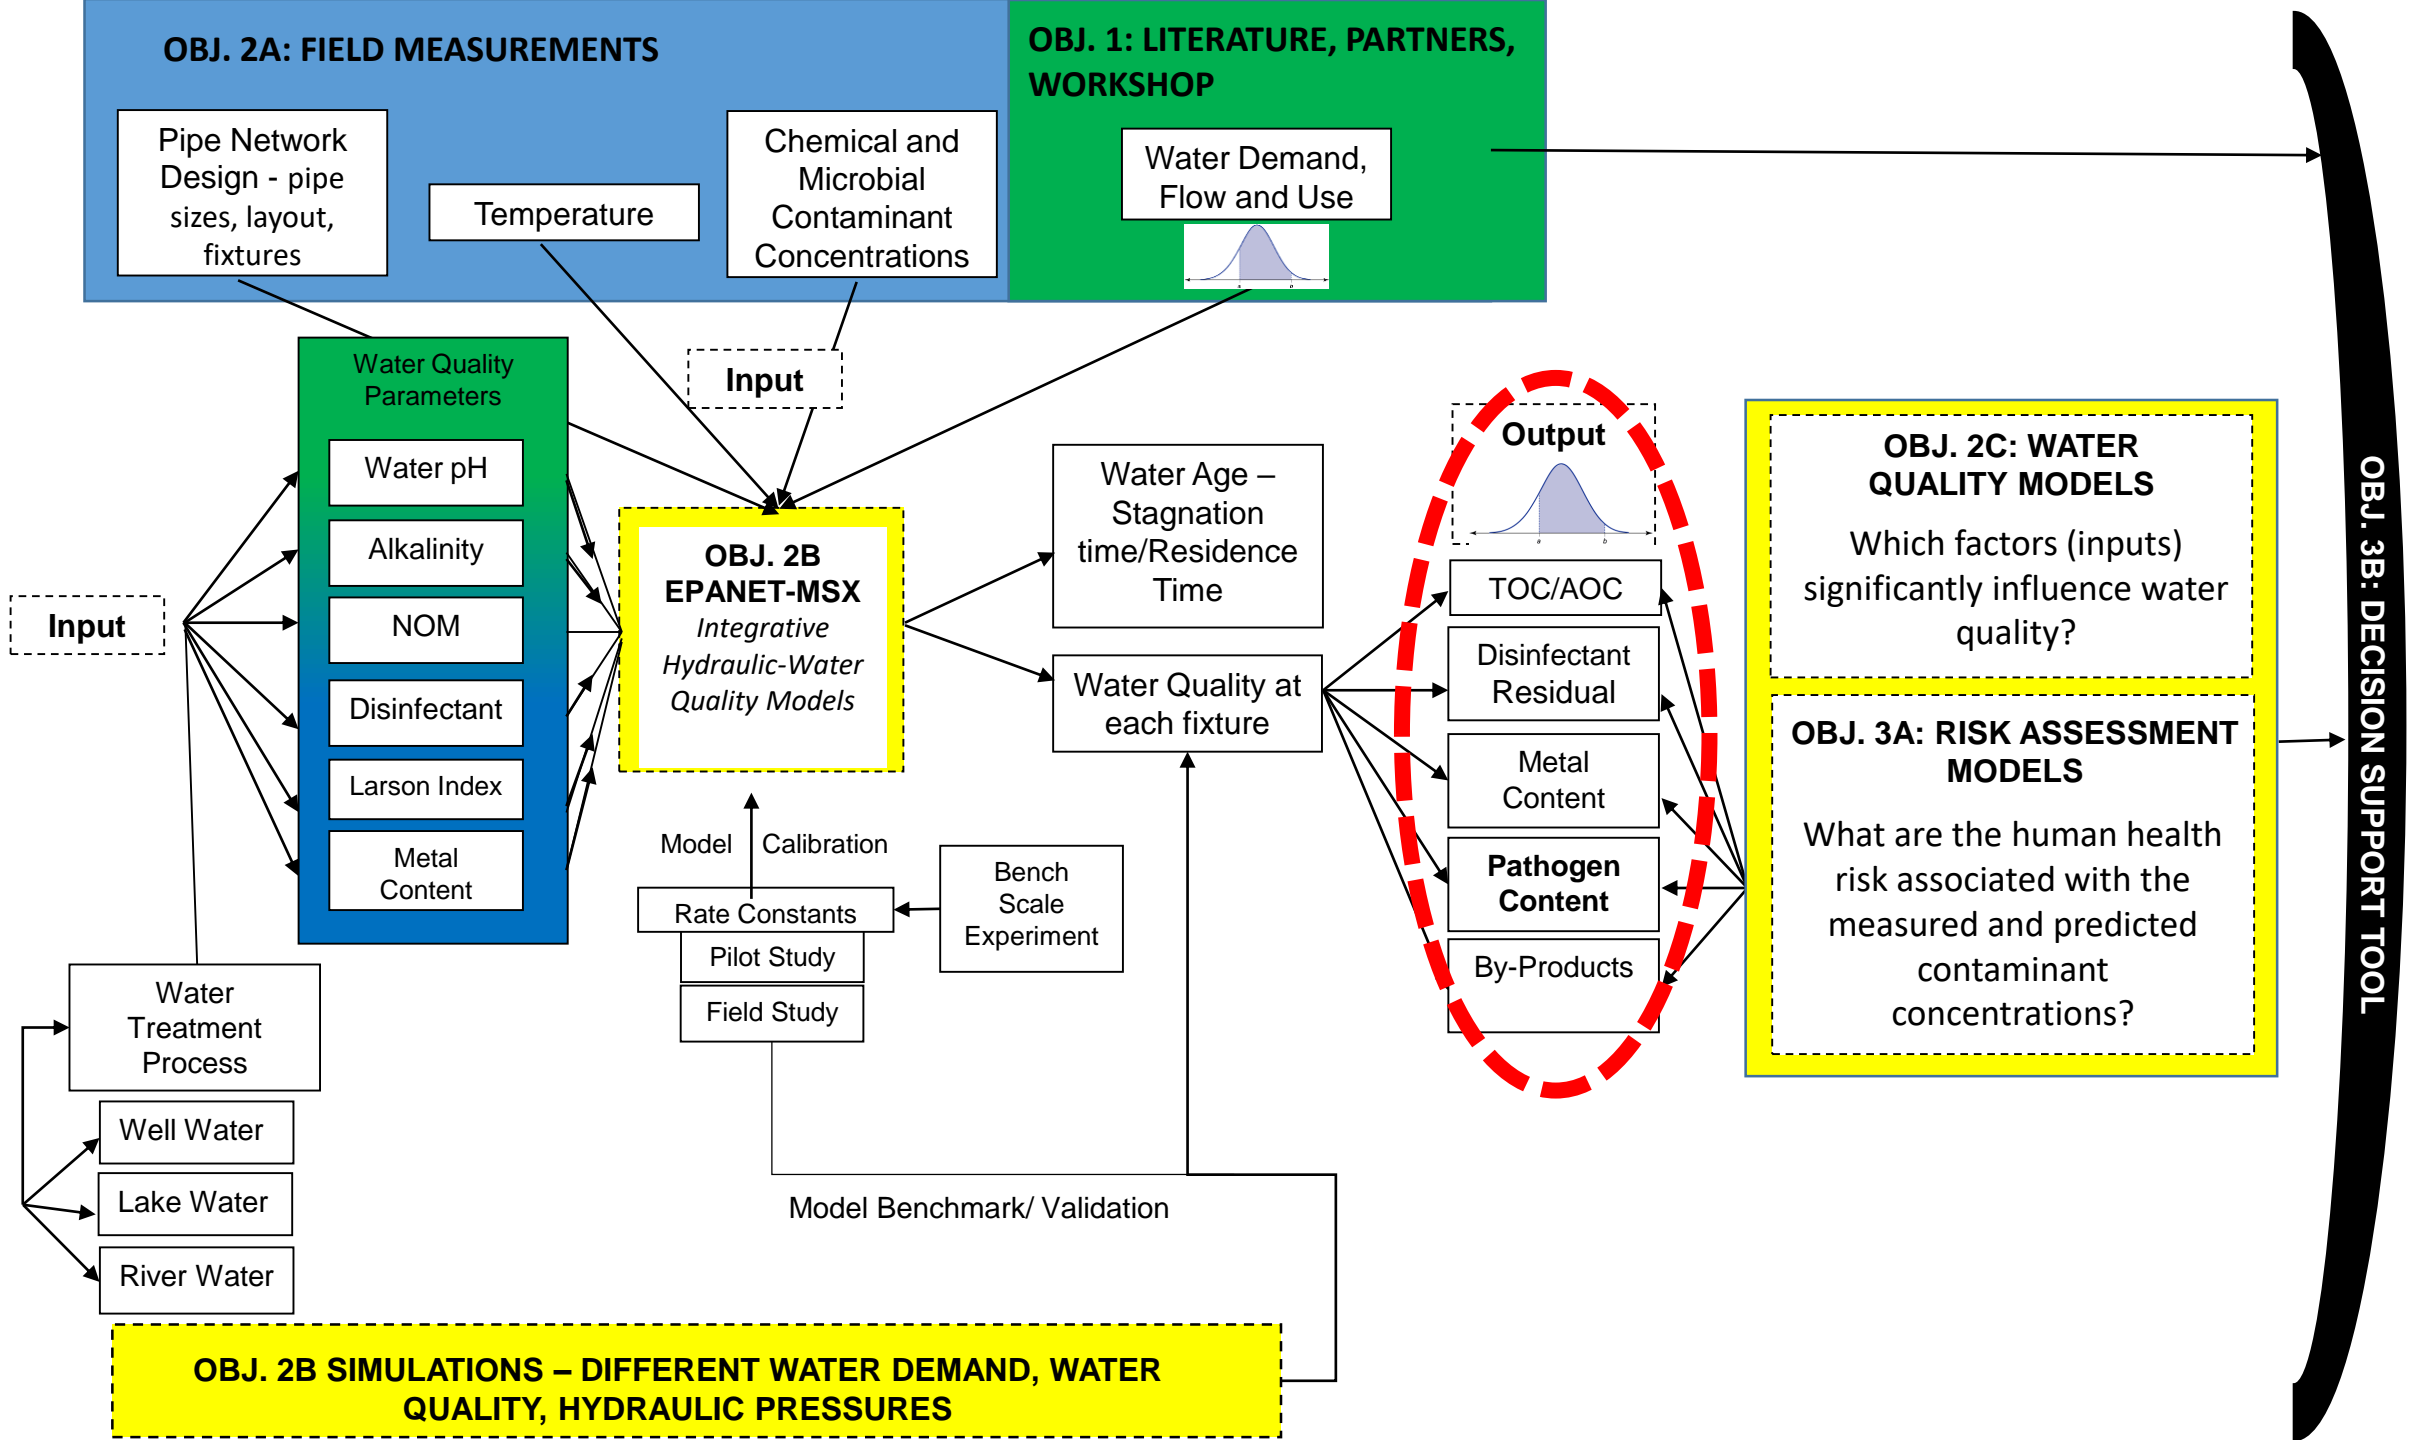 OBJ. 2A: FIELD MEASUREMENTS
OBJ. 1: LITERATURE, PARTNERS,
WORKSHOP
Pipe Network
Design - pipe
sizes, layout,
fixtures
Temperature
Chemical and
Microbial
Contaminant
Concentrations
Water Demand,
Flow and Use
Input
Water Quality
Parameters
Water pH
Alkalinity
NOM
Disinfectant
Larson Index
Metal
Content
Input
OBJ. 2B
EPANET-MSX
Integrative
Hydraulic-Water
Quality Models
Model Calibration
Rate Constants
Pilot Study
Field Study
Bench
Scale
Experiment
Water Age –
Stagnation
time/Residence
Time
Water Quality at
each fixture
Output
a b
TOC/AOC
Disinfectant
Residual
Metal
Content
Pathogen
Content
By-Products
OBJ. 2C: WATER
QUALITY MODELS
Which factors (inputs)
significantly influence water
quality?
OBJ. 3A: RISK ASSESSMENT
MODELS
What are the human health
risk associated with the
measured and predicted
contaminant
concentrations?
OBJ. 3B: DECISION SUPPORT TOOL
Water
Treatment
Process
Well Water
Lake Water
River Water
Model Benchmark/ Validation
OBJ. 2B SIMULATIONS – DIFFERENT WATER DEMAND, WATER
QUALITY, HYDRAULIC PRESSURES